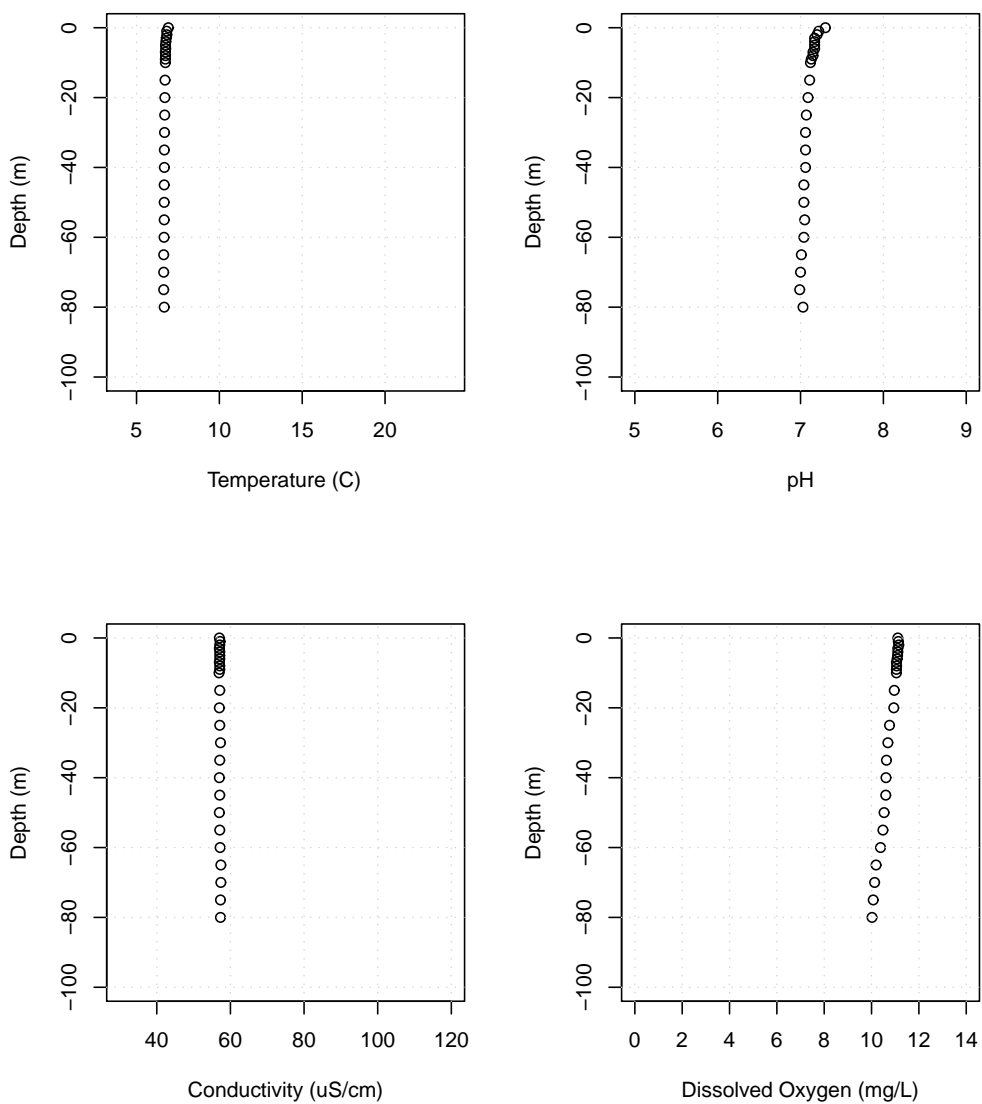 0
−20
−40
−60
−80
−100
Depth (m)
5 10 15 20
Temperature (C)
0
−20
−40
−60
−80
−100
Depth (m)
5 6 7 8 9
pH
0
−20
−40
−60
−80
−100
Depth (m)
40 60 80 100 120
Conductivity (uS/cm)
0
−20
−40
−60
−80
−100
Depth (m)
0 2 4 6 8 10 12 14
Dissolved Oxygen (mg/L)